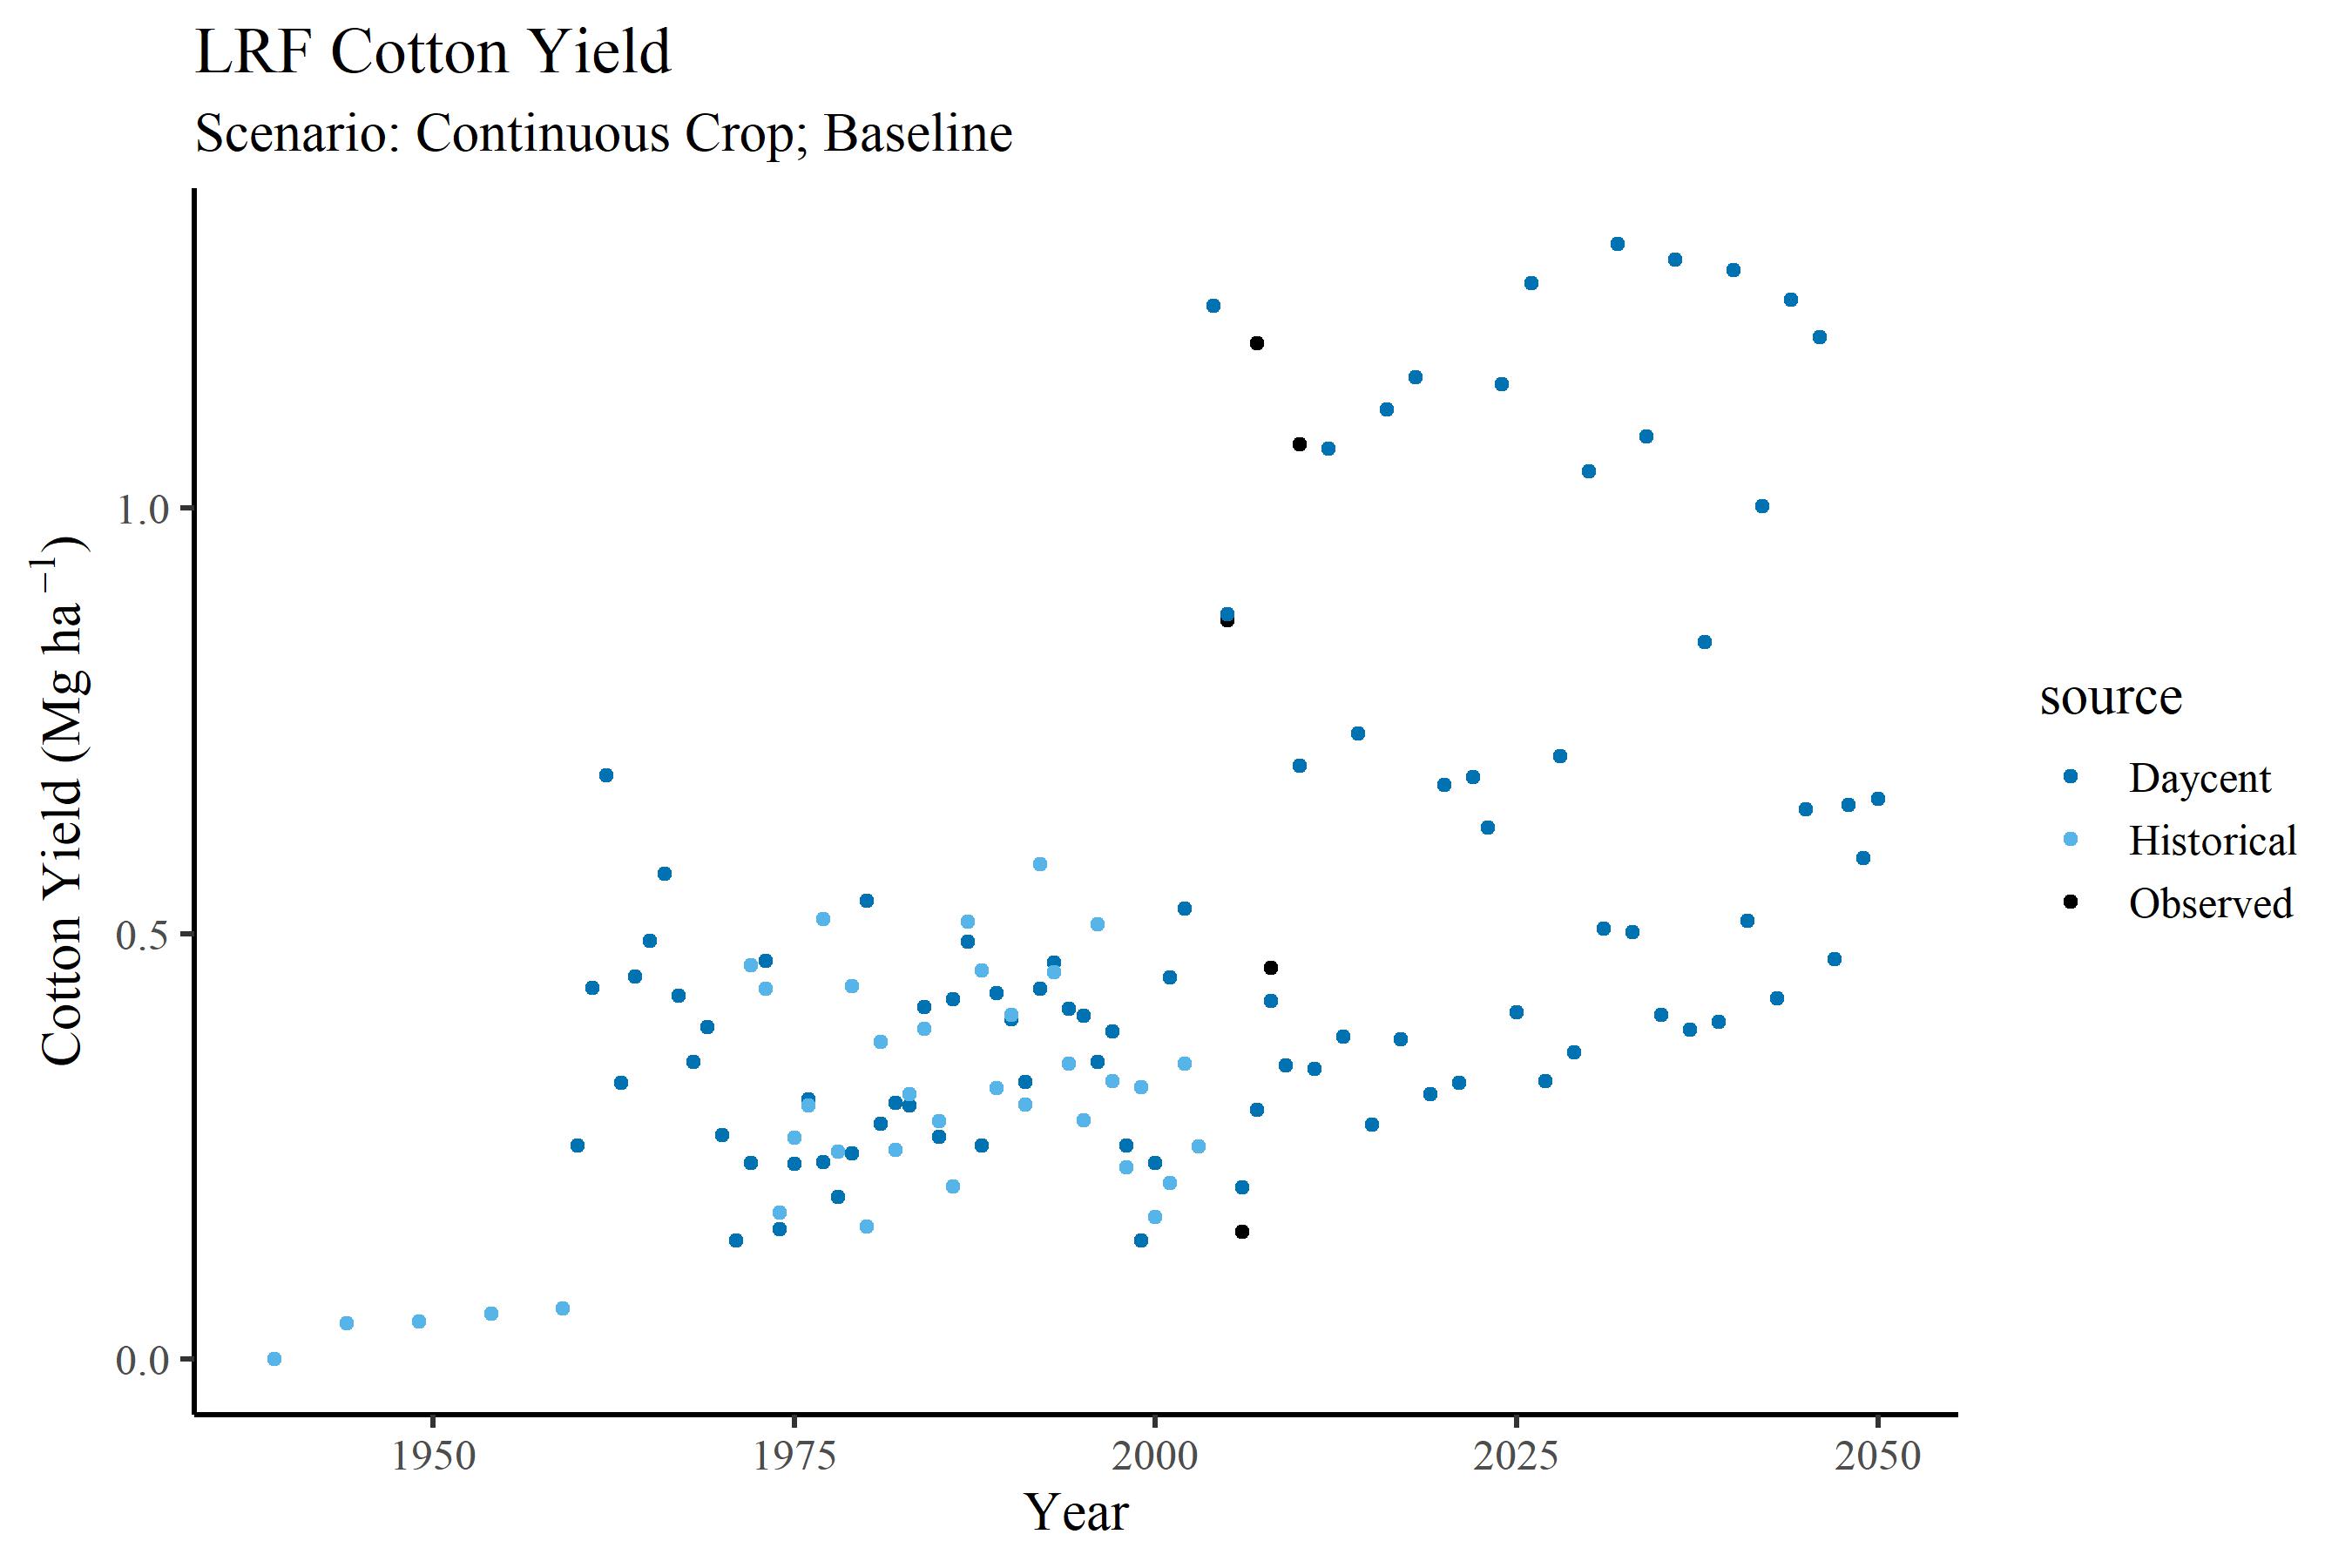 LRF Cotton Yield
Scenario: Continuous Crop; Baseline
Cotton Yield (Mg ha −1)
1.0
0.5
0.0
1950
1975
2000
2025
2050
Year
source
Daycent
Historical
Observed